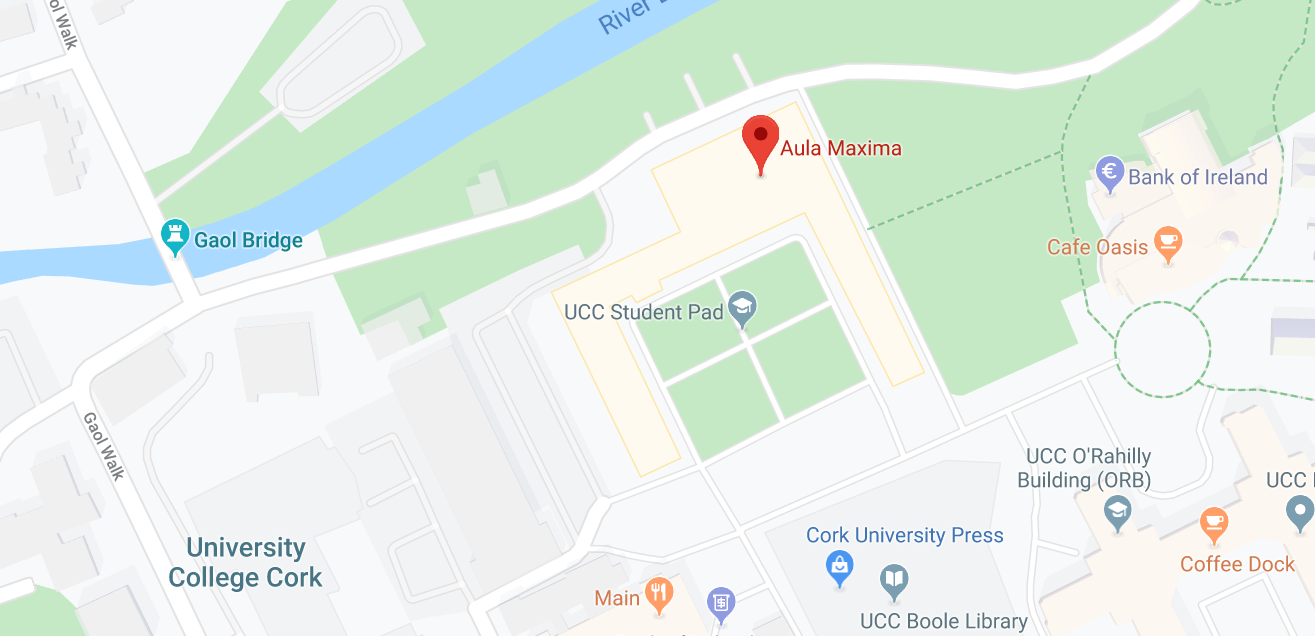 ol Walk
River
Aula Maxima
Bank of Ireland
Gaol Bridge
Cafe Oasis
UCC Student Pad
Gaol Walk
UCC O'Rahilly
Building (ORB)
UCC
University
College Cork
Cork University Press
Coffee Dock
Main
UCC Boole Library